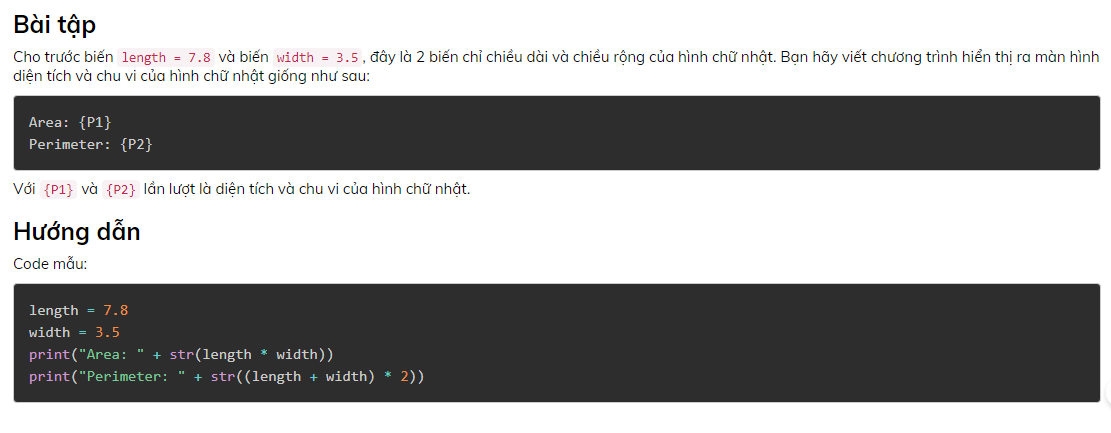 Bài tập
Cho trước biến length = 7.8 và biến width = 3.5, đây là 2 biến chỉ chiều dài và chiều rộng của hình chữ nhật. Bạn hãy viết chương trình hiển thị ra màn hình
diện tích và chu vi của hình chữ nhật giống như sau:
Area: {P1}
Perimeter: {P2}
Với {P1} và {P2} lần lượt là diện tích và chu vi của hình chữ nhật.
Hướng dẫn
Code mẫu:
length = 7.8
width = 3.5
print("Area: " + str(length * width))
print("Perimeter: " + str((length + width) * 2))